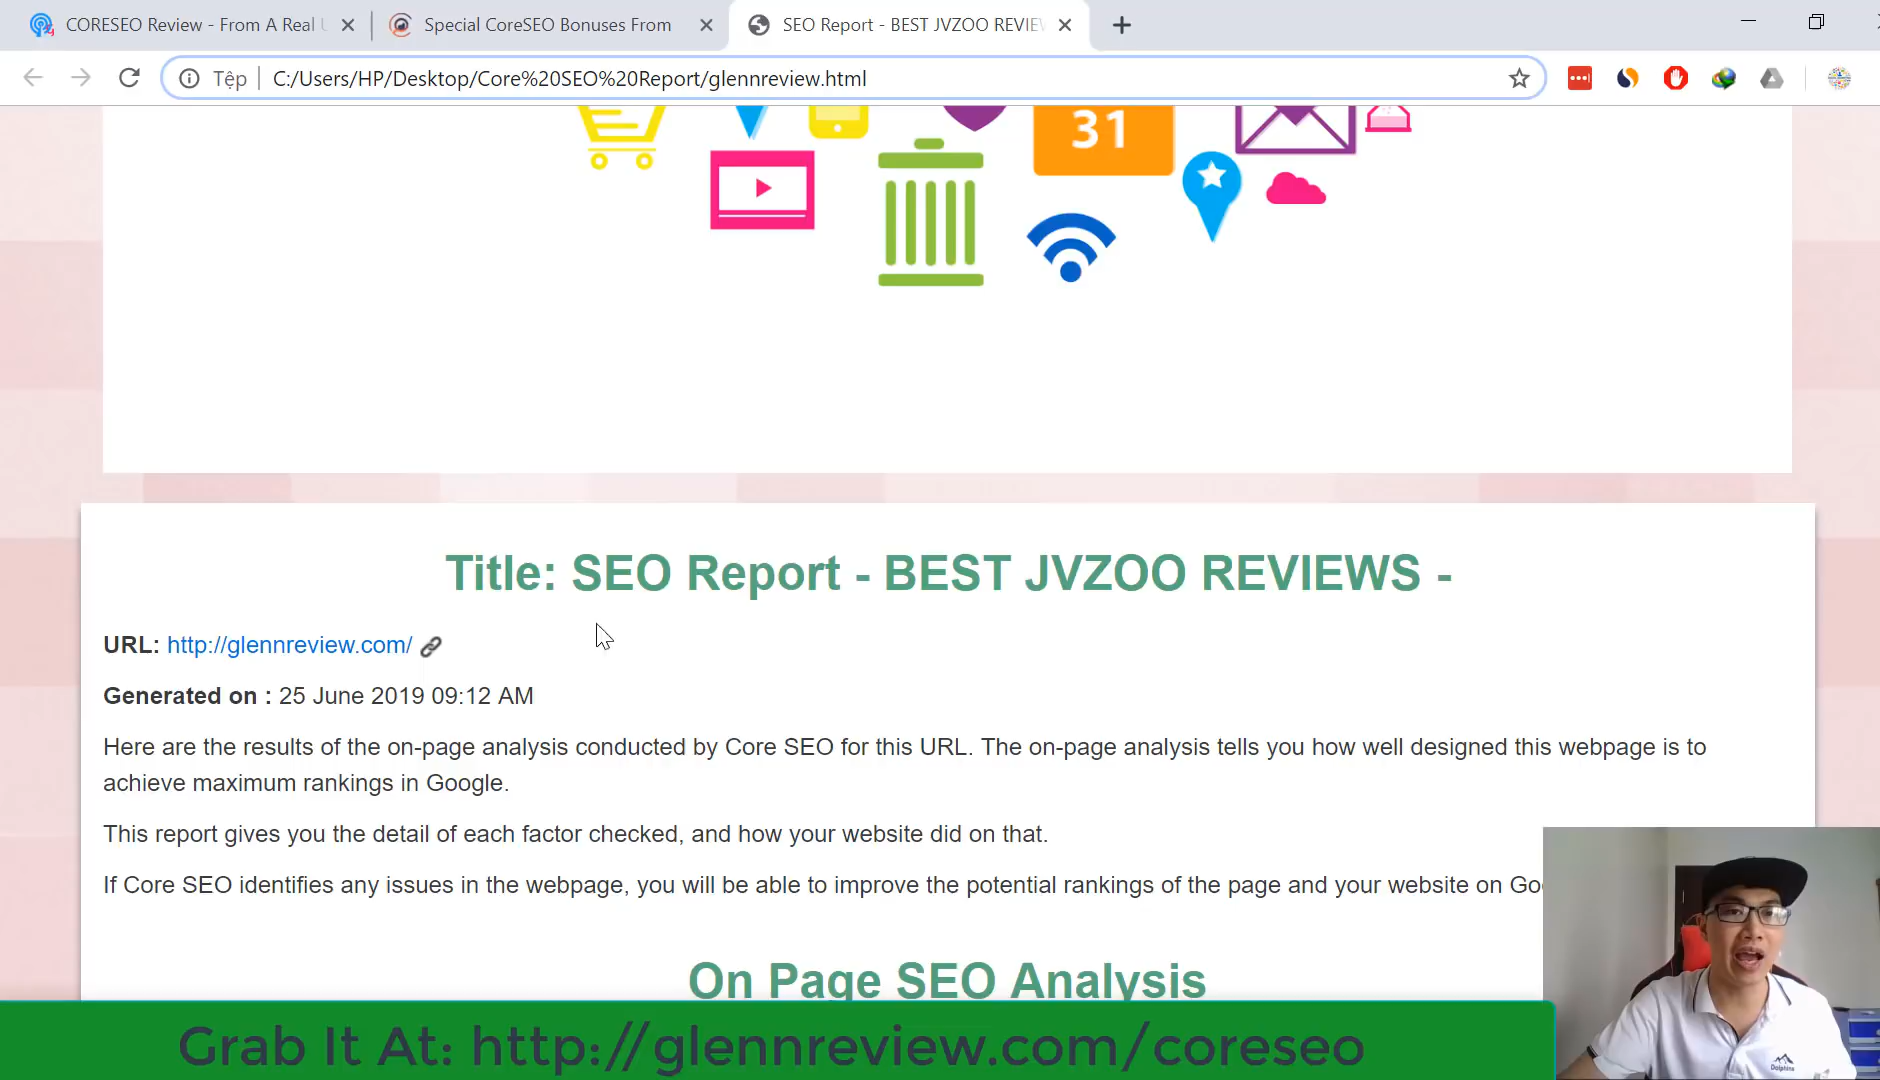 CORESEO Review - From A Real U
Special CoreSEO Bonuses From
SEO Report - BEST JVZOO REVIEW
Tệp
C:/Users/HP/Desktop/Core%20SEO%20Report/glennreview.html
31
Title: SEO Report - BEST JVZOO REVIEWS -
URL: http://glennreview.com/
Generated on : 25 June 2019 09:12 AM
Here are the results of the on-page analysis conducted by Core SEO for this URL. The on-page analysis tells you how well designed this webpage is to
achieve maximum rankings in Google.
This report gives you the detail of each factor checked, and how your website did on that.
If Core SEO identifies any issues in the webpage, you will be able to improve the potential rankings of the page and your website on Go
On Page SEO Analysis
Grab It At: http://glennreview.com/coreseo
Dolphins